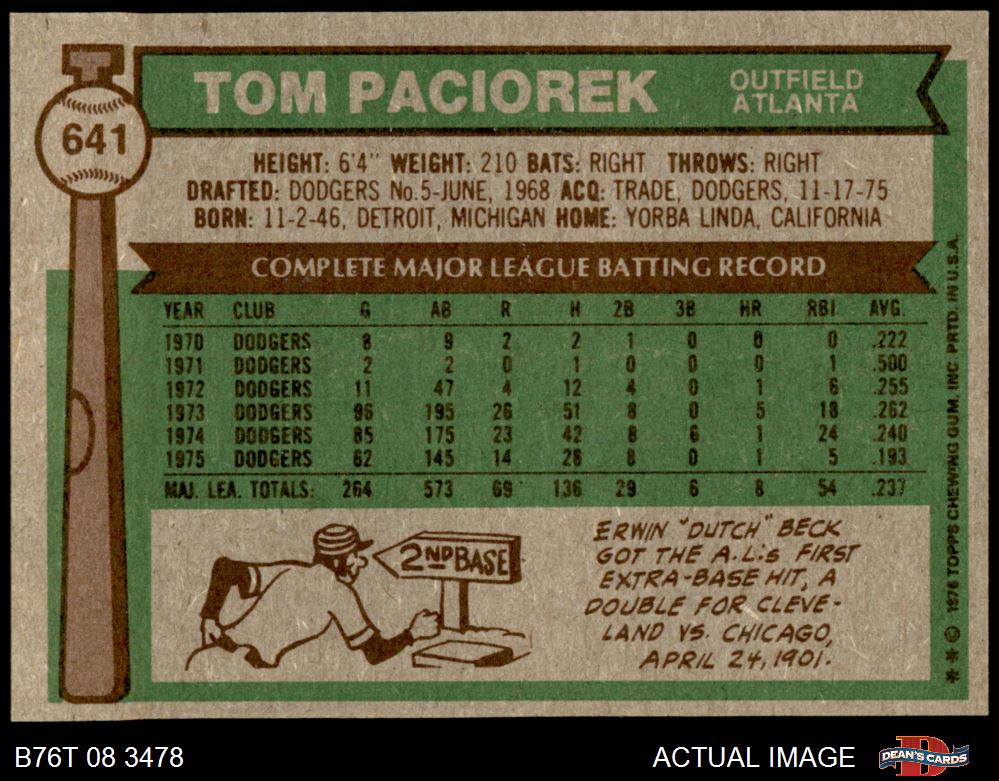 641
TOM PACIOREK
OUTFIELD
ATLANTA
HEIGHT: 6'4" WEIGHT: 210 BATS: RIGHT THROWS: RIGHT
DRAFTED: DODGERS No.5-JUNE, 1968 ACQ: TRADE, DODGERS, 11-17-75
BORN: 11-2-46, DETROIT, MICHIGAN HOME: YORBA LINDA, CALIFORNIA
COMPLETE MAJOR LEAGUE BATTING RECORD
YEAR CLUB G AB R H 2B 3B HR RBI AVG.
1970 DODGERS 8 9 2 2 1 0 0 0 .222
1971 DODGERS 2 2 0 1 0 0 0 1 .500
1972 DODGERS 11 47 4 12 4 0 1 6 .255
1973 DODGERS 96 195 26 51 8 0 5 18 .262
1974 DODGERS 85 175 23 42 8 6 1 24 .240
1975 DODGERS 62 145 14 28 8 0 1 5 .193
MAJ. LEA. TOTALS: 264 573 69 136 29 6 8 54 .237
2ND BASE
ERWIN "DUTCH" BECK
GOT THE A.L.'s FIRST
EXTRA-BASE HIT, A
DOUBLE FOR CLEVE-
LAND VS. CHICAGO,
APRIL 24, 1901.
** © 1976 TOPPS CHEWING GUM, INC. PRTD. IN U.S.A.
B76T 08 3478
ACTUAL IMAGE
DEAN'S CARDS